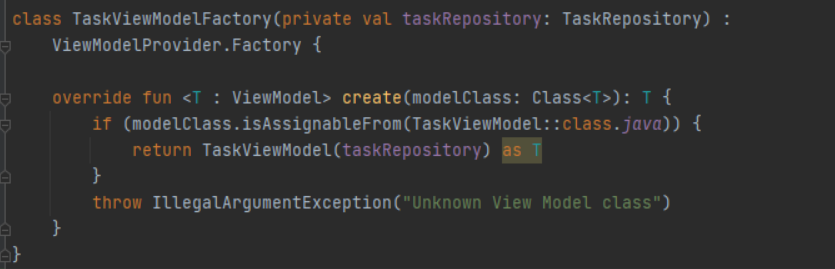 class TaskViewModelFactory(private val taskRepository: TaskRepository) :
    ViewModelProvider.Factory {

    override fun <T : ViewModel> create(modelClass: Class<T>): T {
        if (modelClass.isAssignableFrom(TaskViewModel::class.java)) {
            return TaskViewModel(taskRepository) as T
        }
        throw IllegalArgumentException("Unknown View Model class")
    }
}